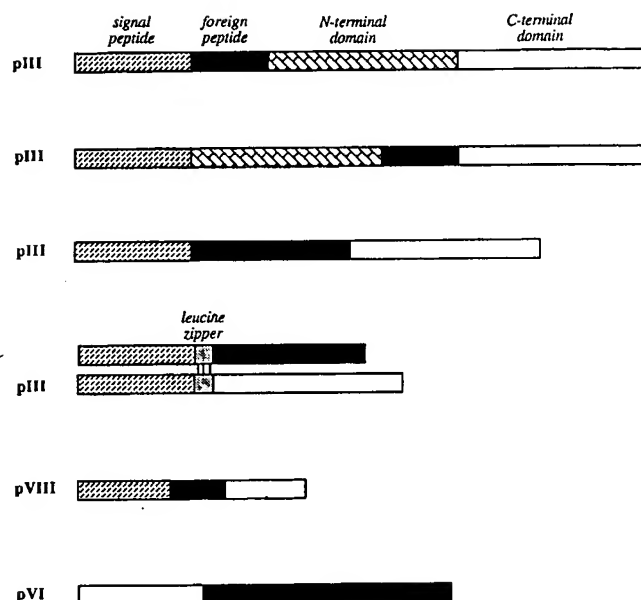 signal peptide
foreign peptide
N-terminal domain
C-terminal domain
pIII
pIII
pIII
leucine zipper
pIII
pVIII
pVI